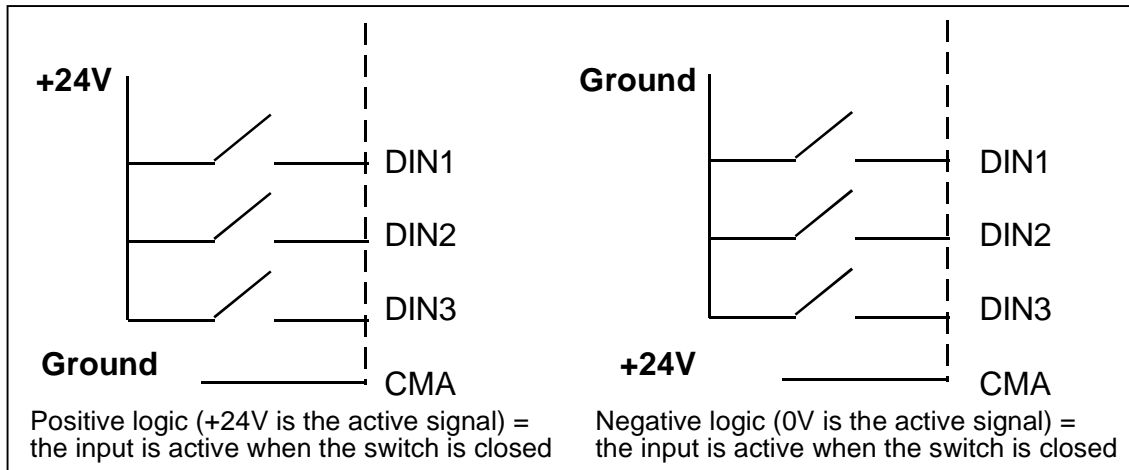 +24V
DIN1
DIN2
DIN3
Ground
CMA
Positive logic (+24V is the active signal) =
the input is active when the switch is closed
Ground
DIN1
DIN2
DIN3
+24V
CMA
Negative logic (0V is the active signal) =
the input is active when the switch is closed